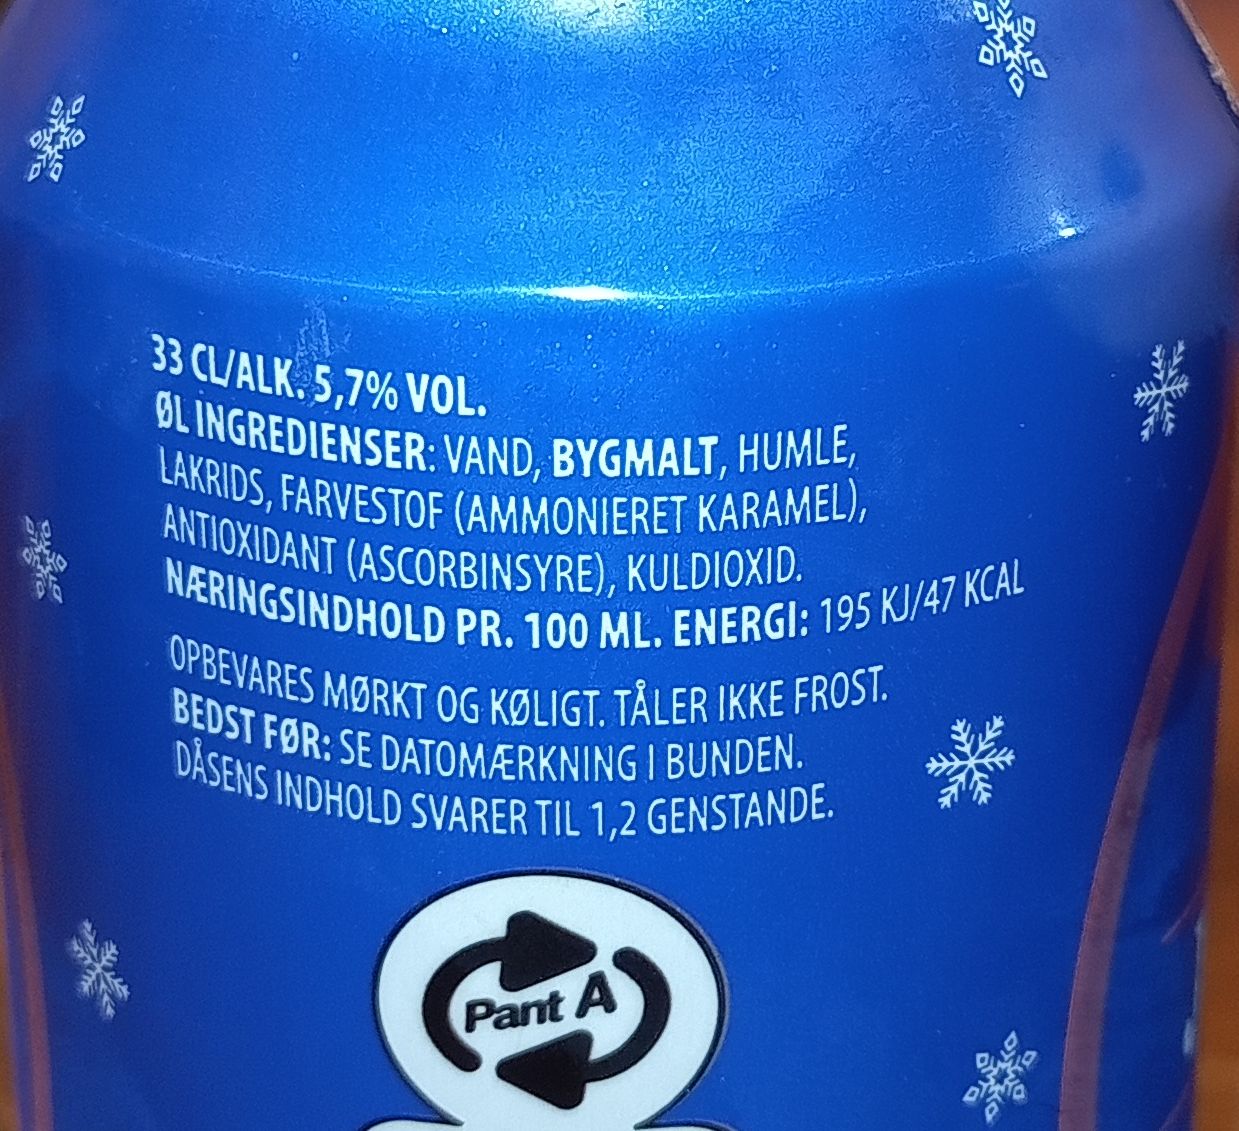 33 CL/ALK. 5,7% VOL.
ØL INGREDIENSER: VAND, BYGMALT, HUMLE,
LAKRIDS, FARVESTOF (AMMONIERET KARAMEL),
ANTIOXIDANT (ASCORBINSYRE), KULDIOXID.
NÆRINGSINDHOLD PR. 100 ML. ENERGI: 195 KJ/47 KCAL
OPBEVARES MØRKT OG KØLIGT. TÅLER IKKE FROST.
BEDST FØR: SE DATOMÆRKNING I BUNDEN.
DÅSENS INDHOLD SVARER TIL 1,2 GENSTANDE.
Pant A